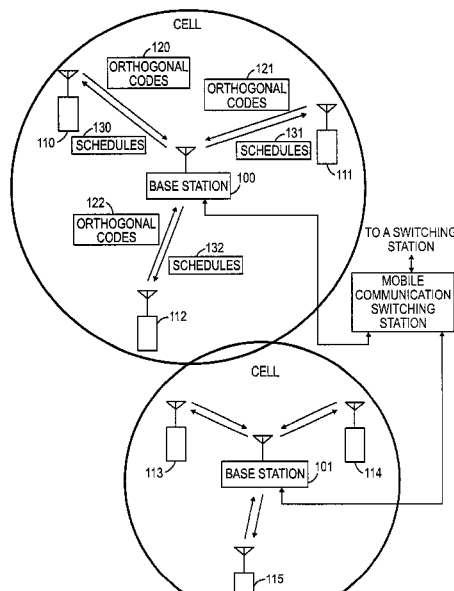 CELL
120
ORTHOGONAL
CODES
121
ORTHOGONAL
CODES
110
130
SCHEDULES
131
SCHEDULES
111
BASE STATION
100
122
ORTHOGONAL
CODES
132
SCHEDULES
112
TO A SWITCHING
STATION
MOBILE
COMMUNICATION
SWITCHING
STATION
CELL
113
114
BASE STATION
101
115